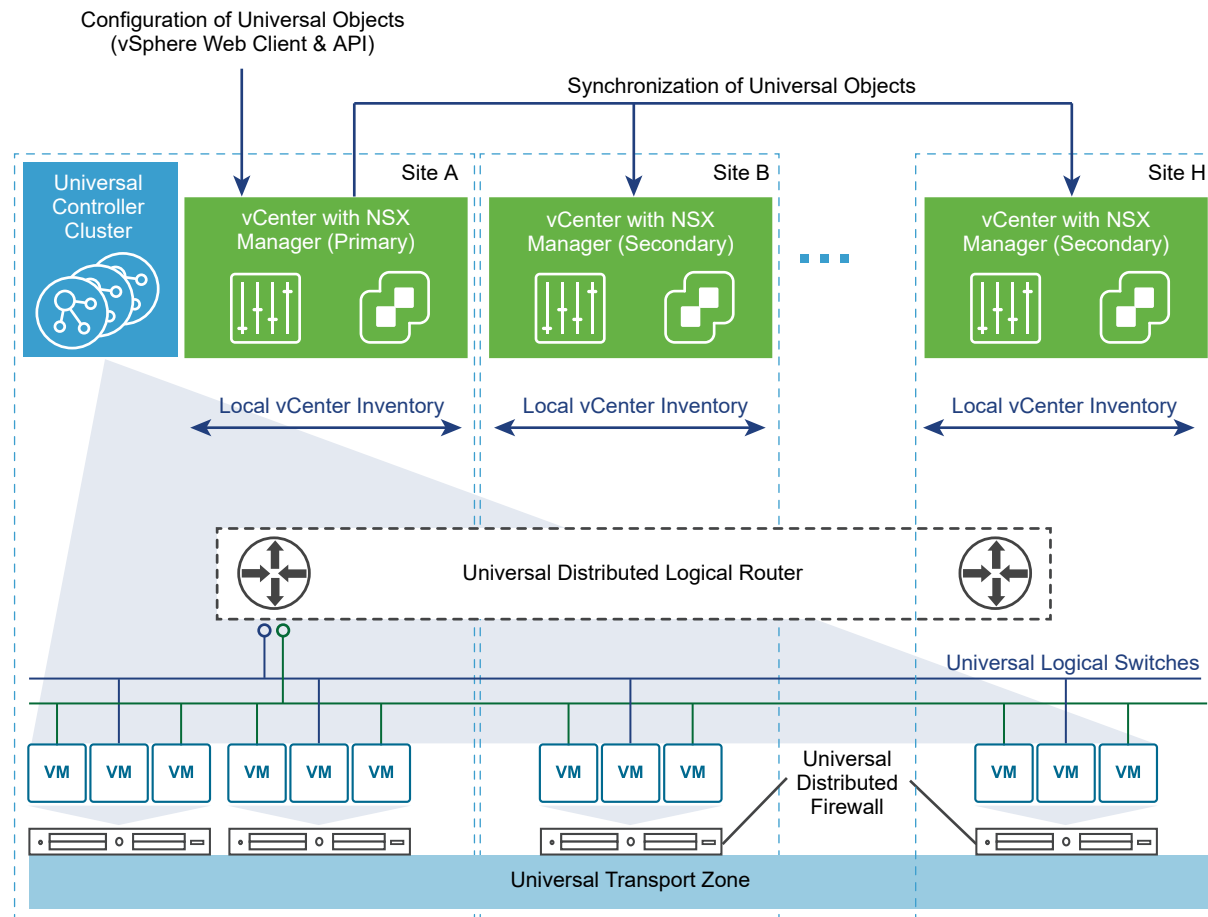 Configuration of Universal Objects
(vSphere Web Client & API)
Synchronization of Universal Objects
Site A
Site B
Site H
Universal
Controller
Cluster
vCenter with NSX
Manager (Primary)
vCenter with NSX
Manager (Secondary)
vCenter with NSX
Manager (Secondary)
Local vCenter Inventory
Local vCenter Inventory
Local vCenter Inventory
Universal Distributed Logical Router
Universal Logical Switches
VM
VM
VM
VM
VM
VM
VM
VM
VM
VM
VM
VM
Universal
Distributed
Firewall
Universal Transport Zone